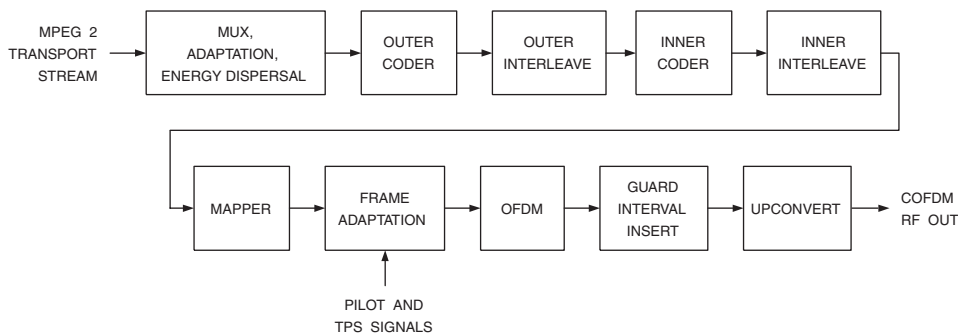 MPEG 2
TRANSPORT
STREAM
MUX,
ADAPTATION,
ENERGY DISPERSAL
OUTER
CODER
OUTER
INTERLEAVE
INNER
CODER
INNER
INTERLEAVE
MAPPER
FRAME
ADAPTATION
OFDM
GUARD
INTERVAL
INSERT
UPCONVERT
COFDM
RF OUT
PILOT AND
TPS SIGNALS